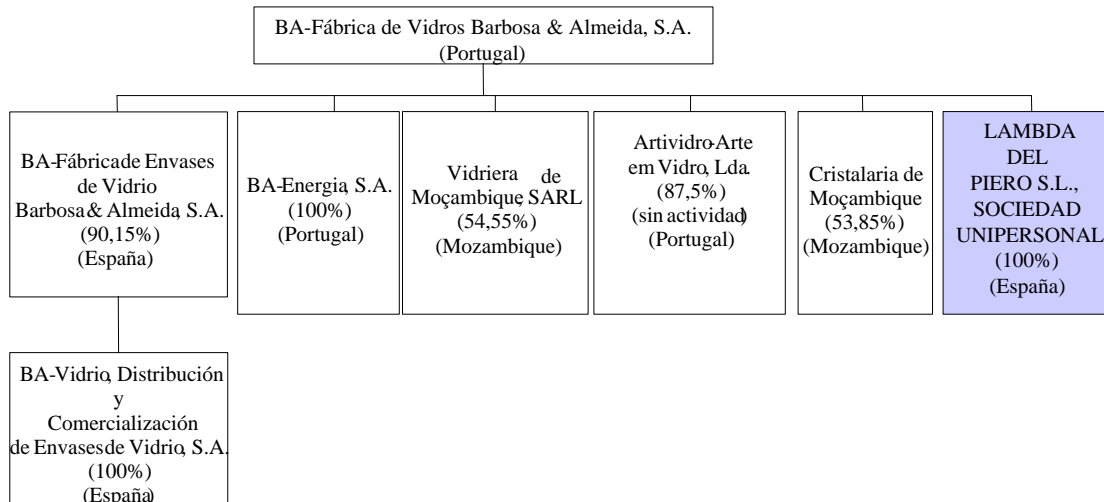 BA-Fábrica de Vidros Barbosa & Almeida, S.A.
(Portugal)
BA-Fábrica de Envases
de Vidrio
Barbosa & Almeida, S.A.
(90,15%)
(España)
BA-Energia, S.A.
(100%)
(Portugal)
Vidriera de
Moçambique, SARL
(54,55%)
(Mozambique)
Artividro-Arte
em Vidro, Lda.
(87,5%)
(sin actividad)
(Portugal)
Cristalaria de
Moçambique
(53,85%)
(Mozambique)
LAMBDA
DEL
PIERO S.L.,
SOCIEDAD
UNIPERSONAL
(100%)
(España)
BA-Vidrio, Distribución
y
Comercialización
de Envases de Vidrio, S.A.
(100%)
(España)